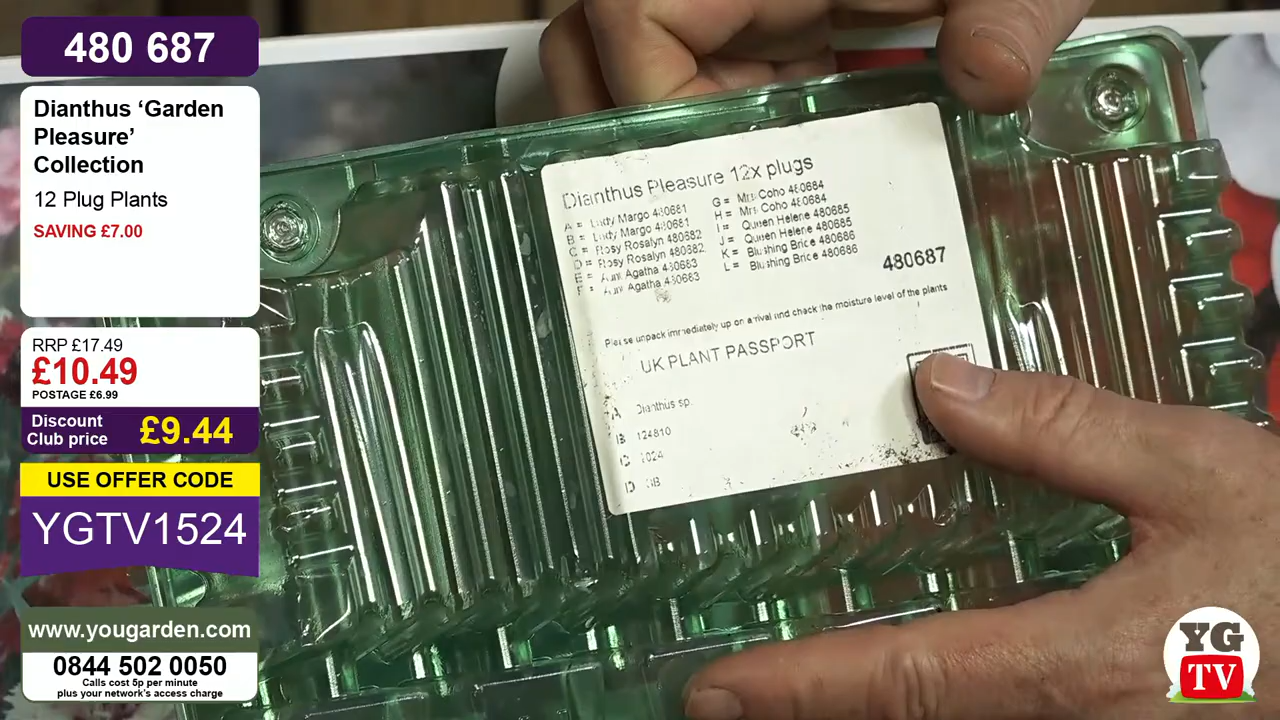 480 687
Dianthus ‘Garden
Pleasure’
Collection
12 Plug Plants
SAVING £7.00
RRP £17.49
£10.49
POSTAGE £6.99
Discount
Club price
£9.44
USE OFFER CODE
YGTV1524
www.yougarden.com
0844 502 0050
Calls cost 5p per minute
plus your network's access charge
Dianthus Pleasure 12x plugs
A = Lady Margo 480681
B = Lady Margo 480681
C = Rosy Rosalyn 480682
D = Rosy Rosalyn 480682
E = Aunt Agatha 480683
F = Aunt Agatha 480683
G = Mrs Coho 480684
H = Mrs Coho 480684
I = Queen Helene 480685
J = Queen Helene 480685
K = Blushing Brice 480686
L = Blushing Brice 480686
480687
Please unpack immediately up on arrival and check the moisture level of the plants
UK PLANT PASSPORT
A Dianthus sp.
B 124810
C 1024
D GB
YG
TV